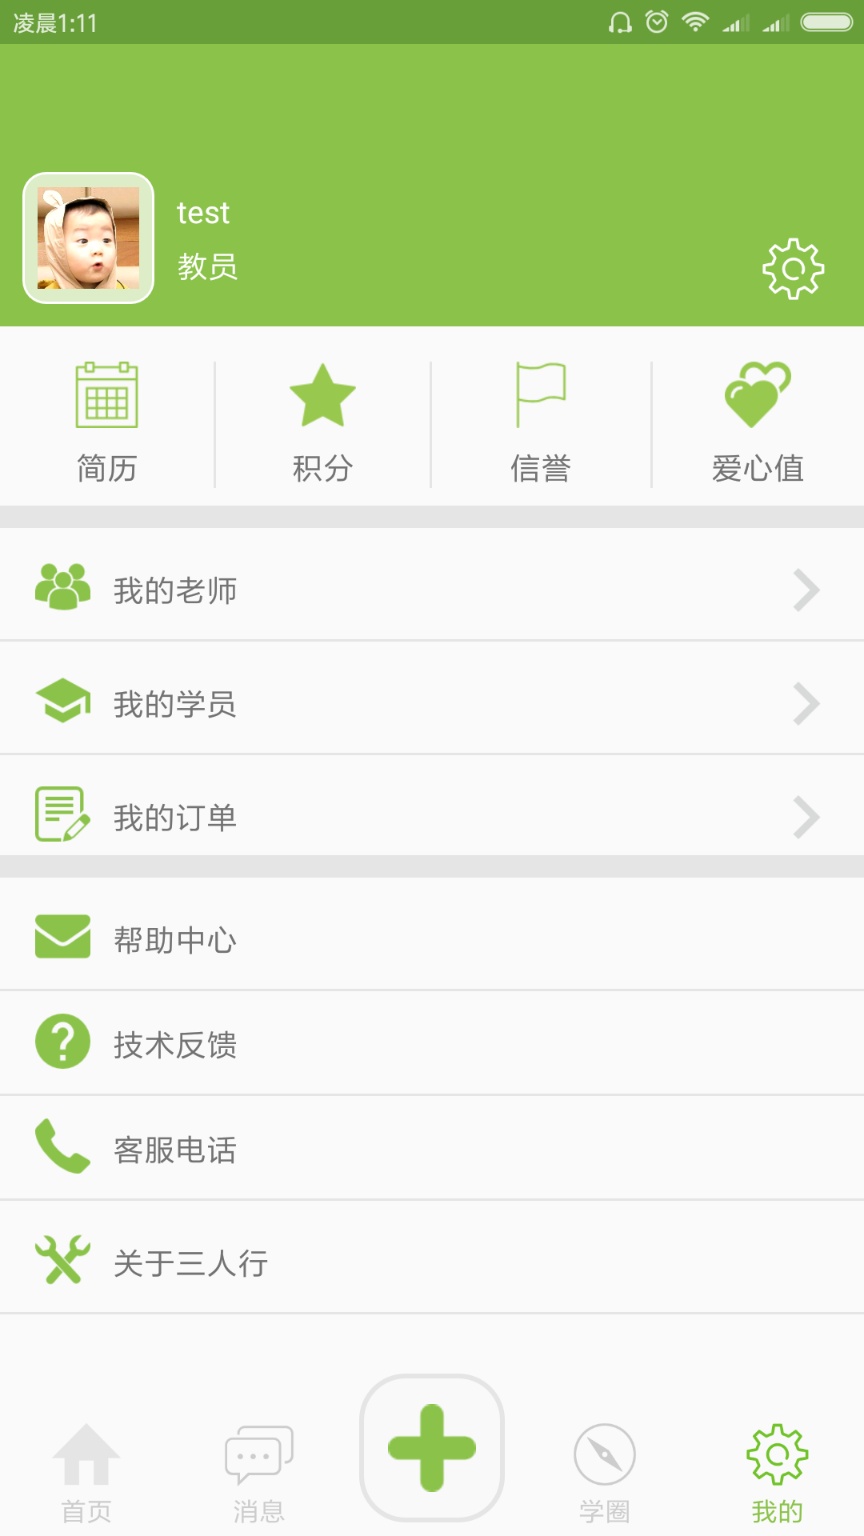 凌晨1:11
test
教员
简历
积分
信誉
爱心值
我的老师
我的学员
我的订单
帮助中心
技术反馈
客服电话
关于三人行
首页
消息
学圈
我的